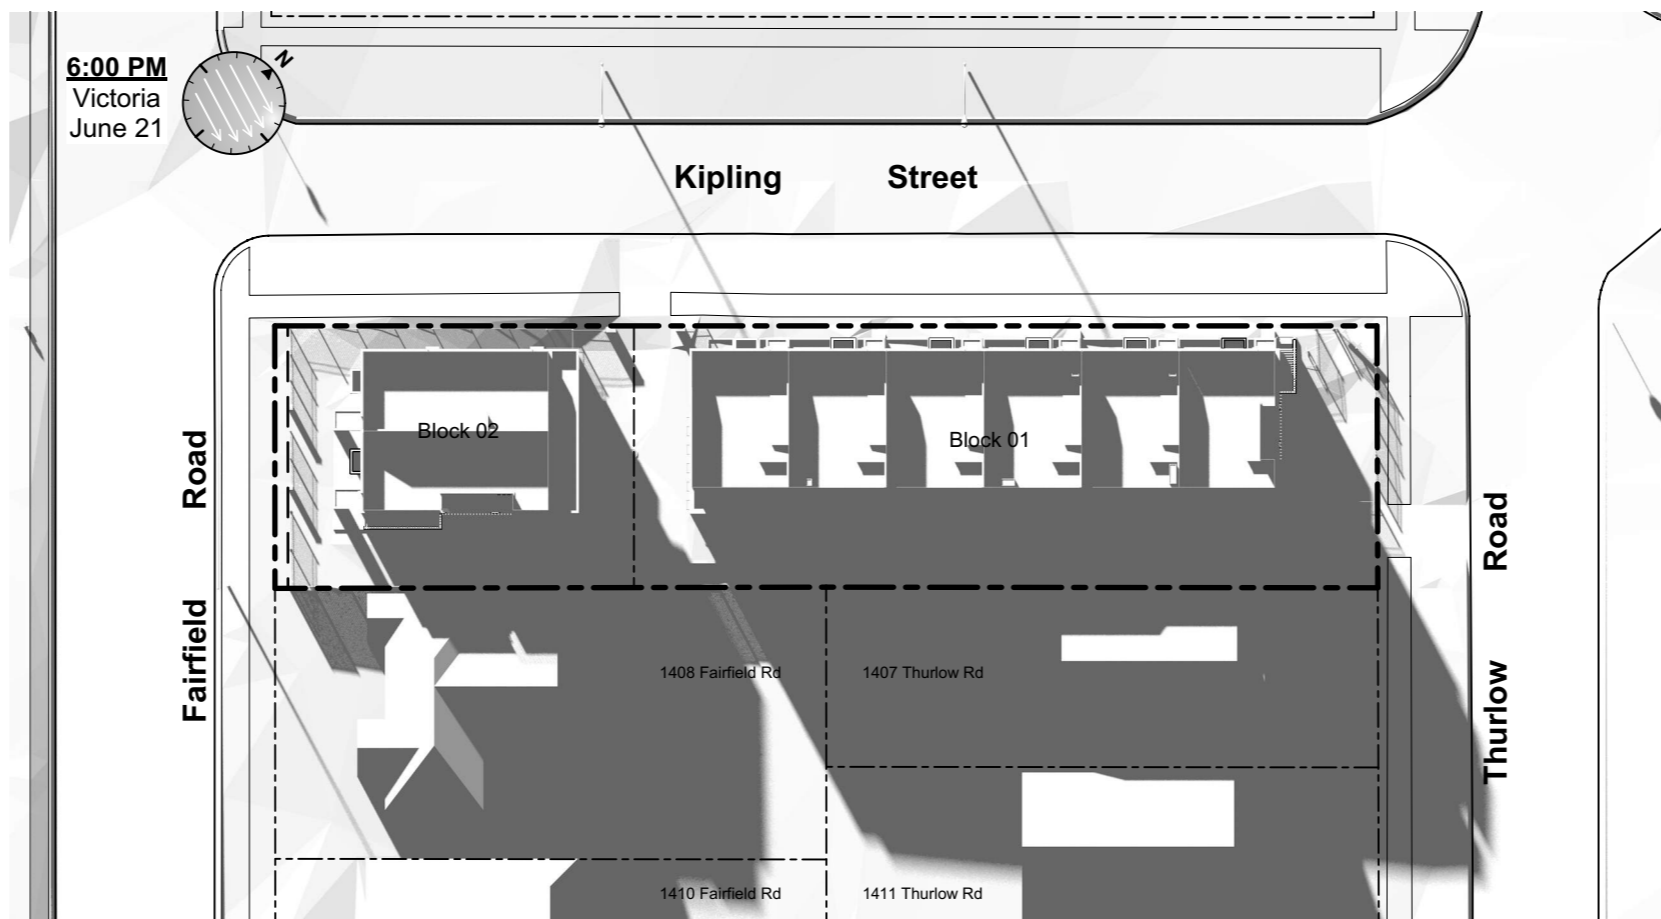 N
6:00 PM
Victoria
June 21
Kipling Street
Block 02
Block 01
Fairfield Road
Thurlow Road
1408 Fairfield Rd
1407 Thurlow Rd
1410 Fairfield Rd
1411 Thurlow Rd